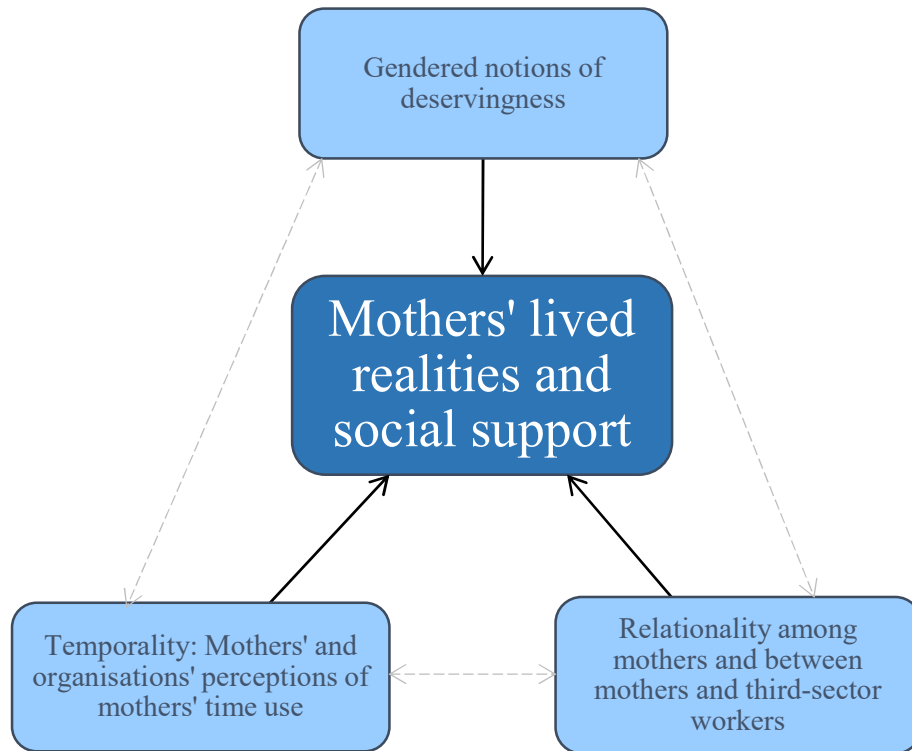 Gendered notions of
deservingness
Mothers' lived
realities and
social support
Temporality: Mothers' and
organisations' perceptions of
mothers' time use
Relationality among
mothers and between
mothers and third-sector
workers